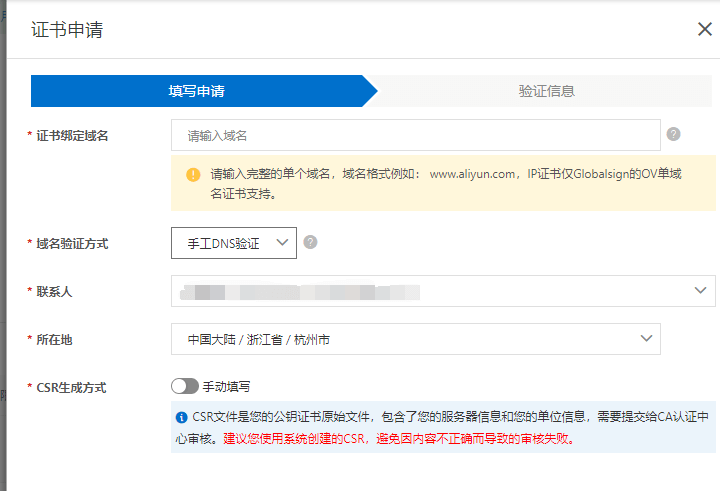 证书申请
填写申请
验证信息
* 证书绑定域名
请输入域名
请输入完整的单个域名，域名格式例如： www.aliyun.com，IP证书仅Globalsign的OV单域
名证书支持。
* 域名验证方式
手工DNS验证
* 联系人
* 所在地
中国大陆 / 浙江省 / 杭州市
* CSR生成方式
手动填写
CSR文件是您的公钥证书原始文件，包含了您的服务器信息和您的单位信息，需要提交给CA认证中
心审核。建议您使用系统创建的CSR，避免因内容不正确而导致的审核失败。